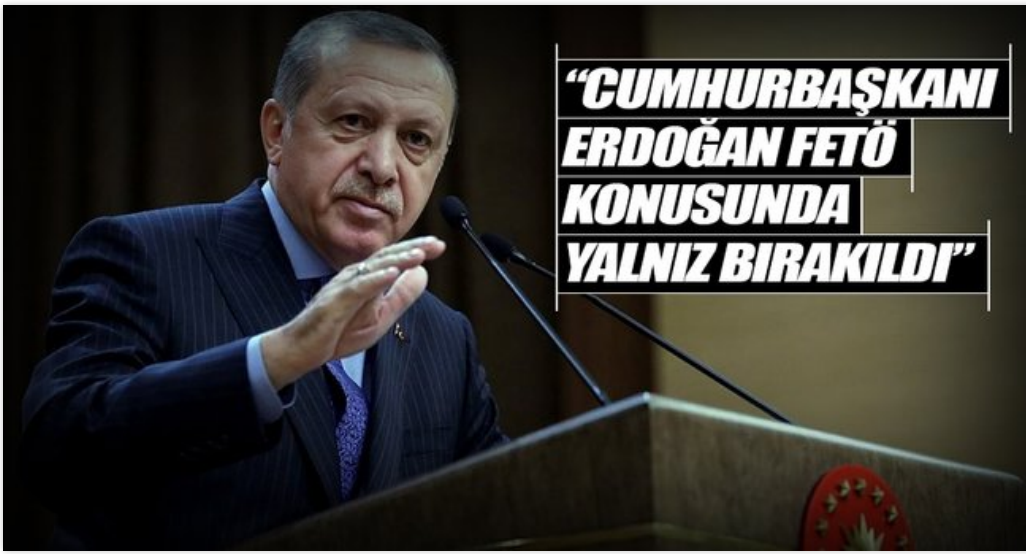 “CUMHURBAŞKANI
ERDOĞAN FETÖ
KONUSUNDA
YALNIZ BIRAKILDI”